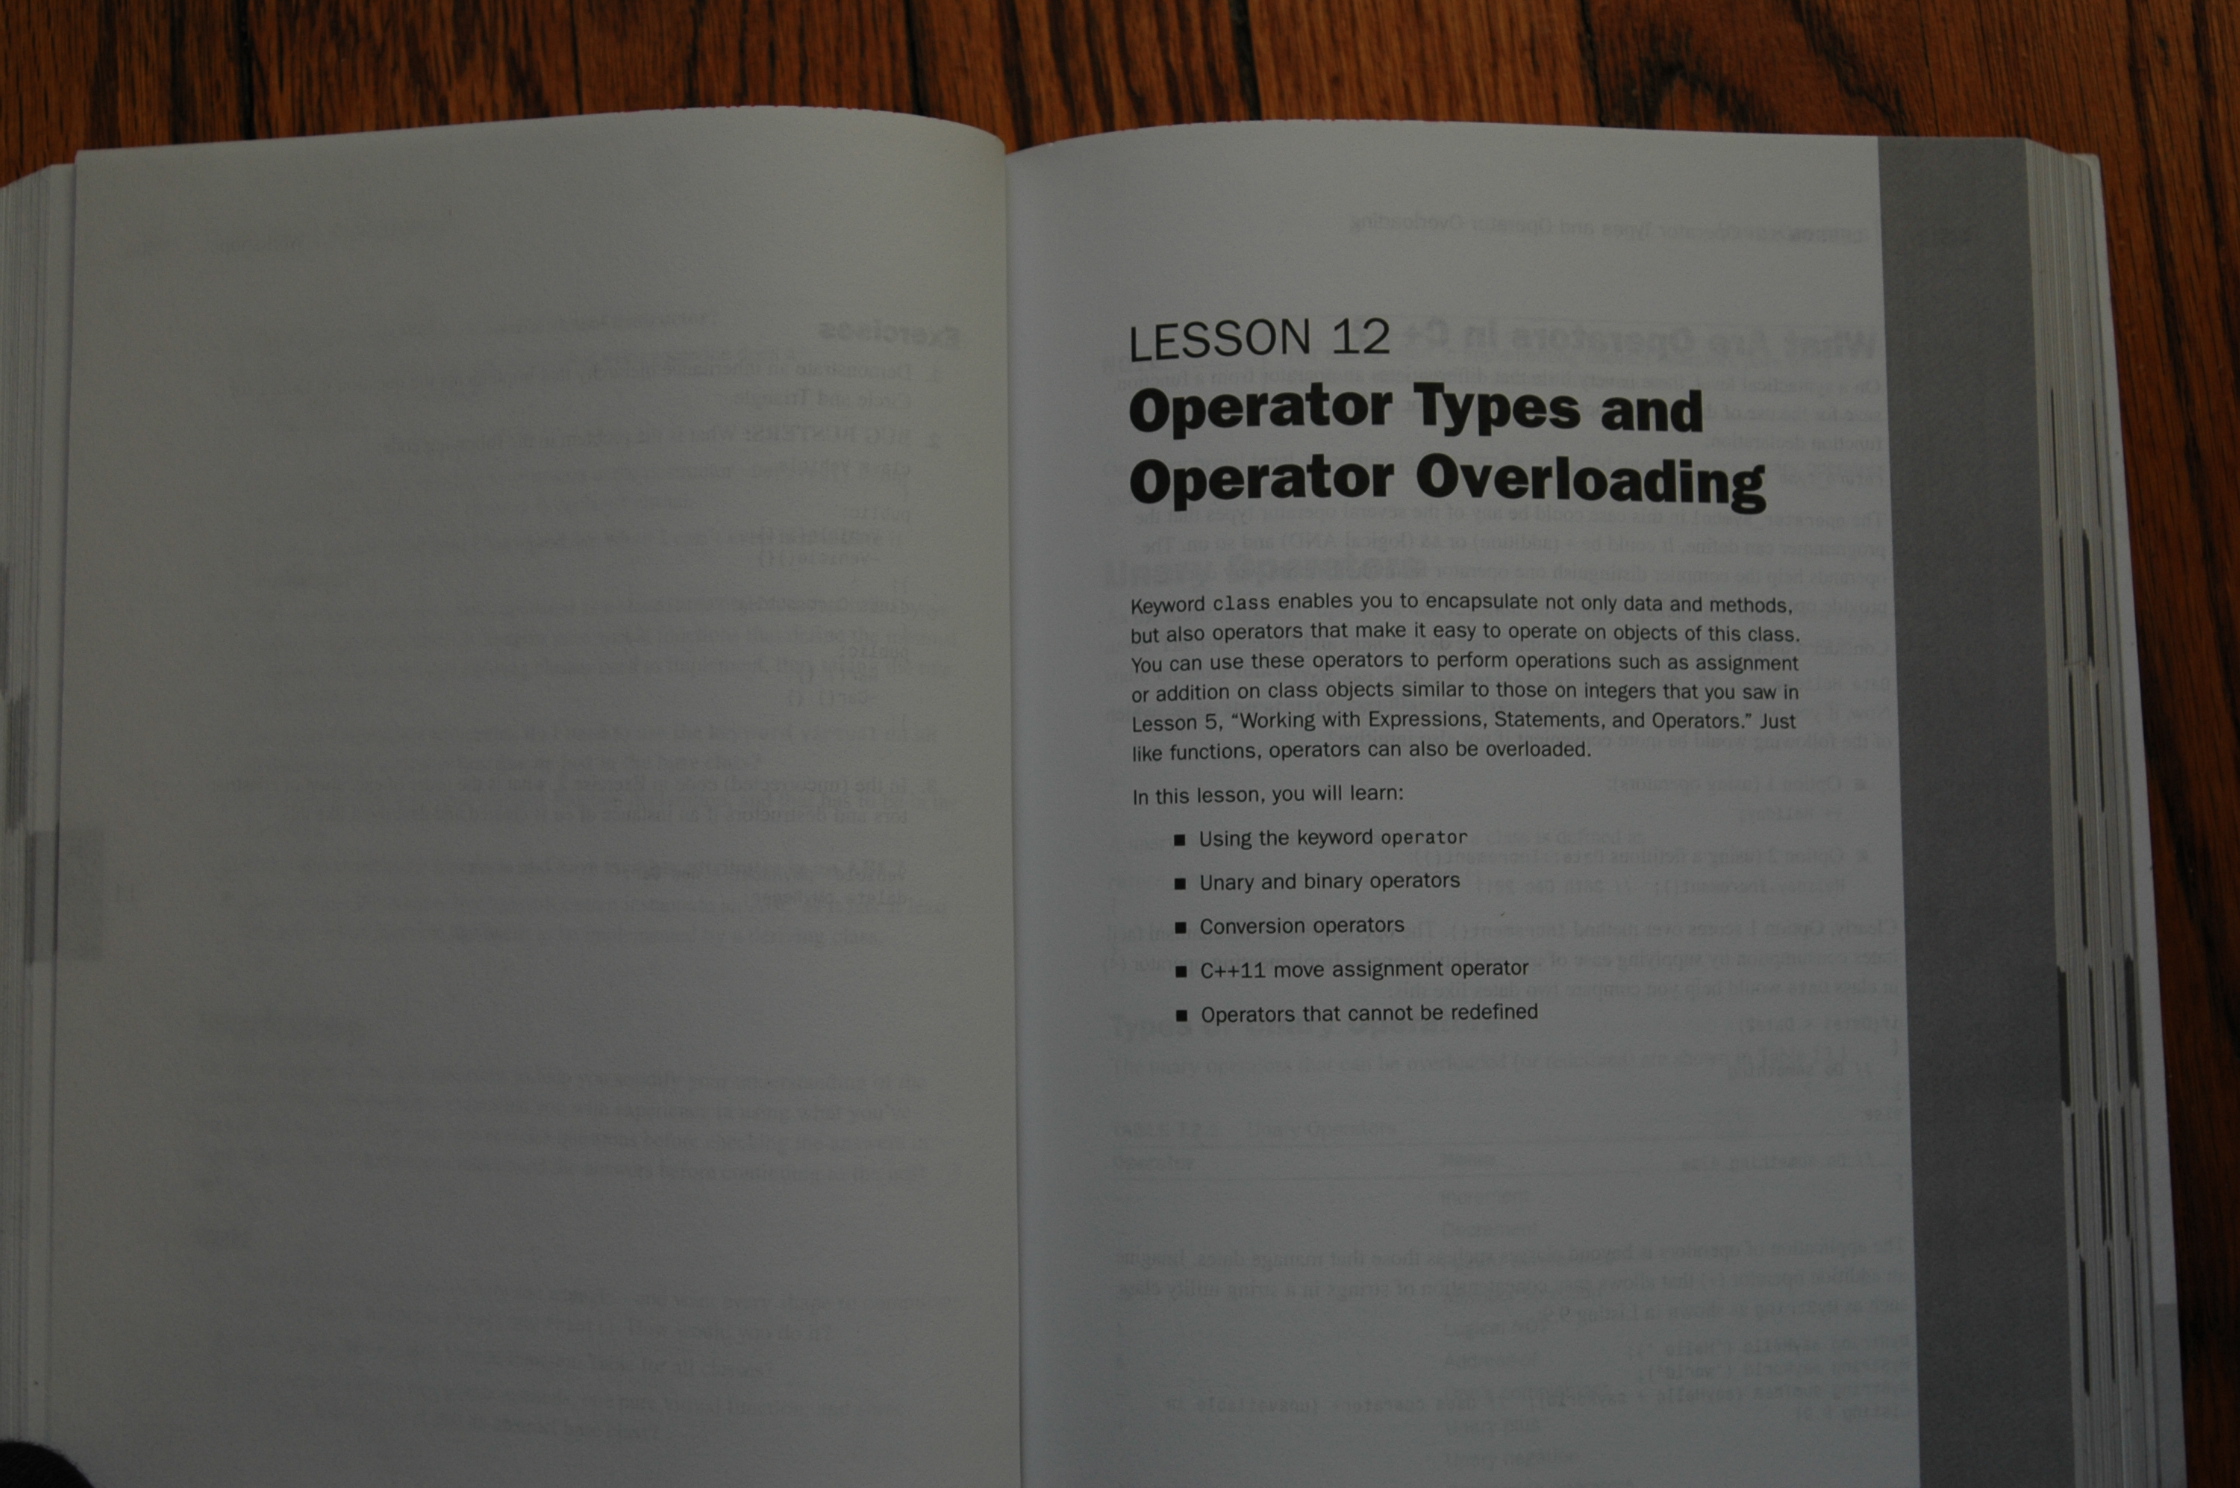 LESSON 12
Operator Types and
Operator Overloading
Keyword class enables you to encapsulate not only data and methods,
but also operators that make it easy to operate on objects of this class.
You can use these operators to perform operations such as assignment
or addition on class objects similar to those on integers that you saw in
Lesson 5, “Working with Expressions, Statements, and Operators.” Just
like functions, operators can also be overloaded.
In this lesson, you will learn:
■ Using the keyword operator
■ Unary and binary operators
■ Conversion operators
■ C++11 move assignment operator
■ Operators that cannot be redefined